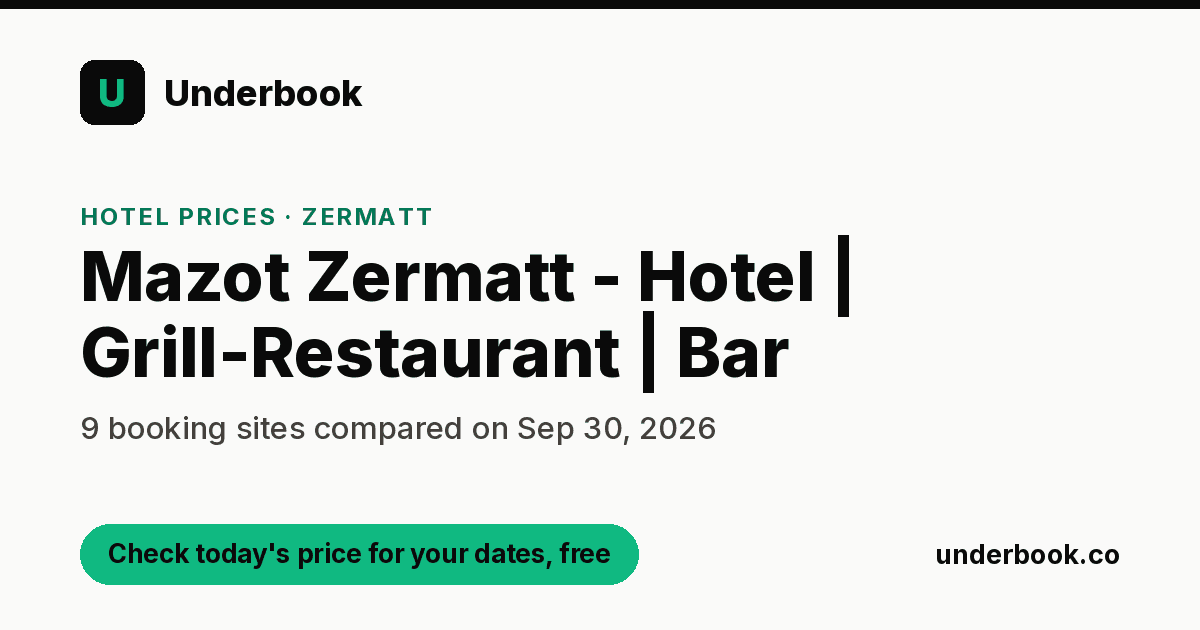 U Underbook
HOTEL PRICES · ZERMATT
Mazot Zermatt - Hotel |
Grill-Restaurant | Bar
9 booking sites compared on Sep 30, 2026
Check today's price for your dates, free
underbook.co